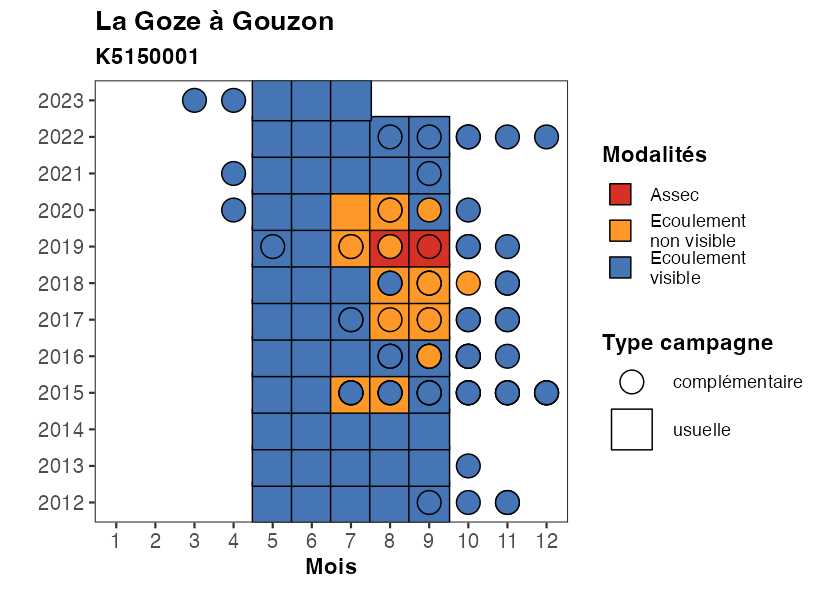 La Goze à Gouzon
K5150001
2023
2022
2021
2020
2019
2018
2017
2016
2015
2014
2013
2012
1 2 3 4 5 6 7 8 9 10 11 12
Mois
Modalités
Assec
Ecoulement
non visible
Ecoulement
visible
Type campagne
complémentaire
usuelle